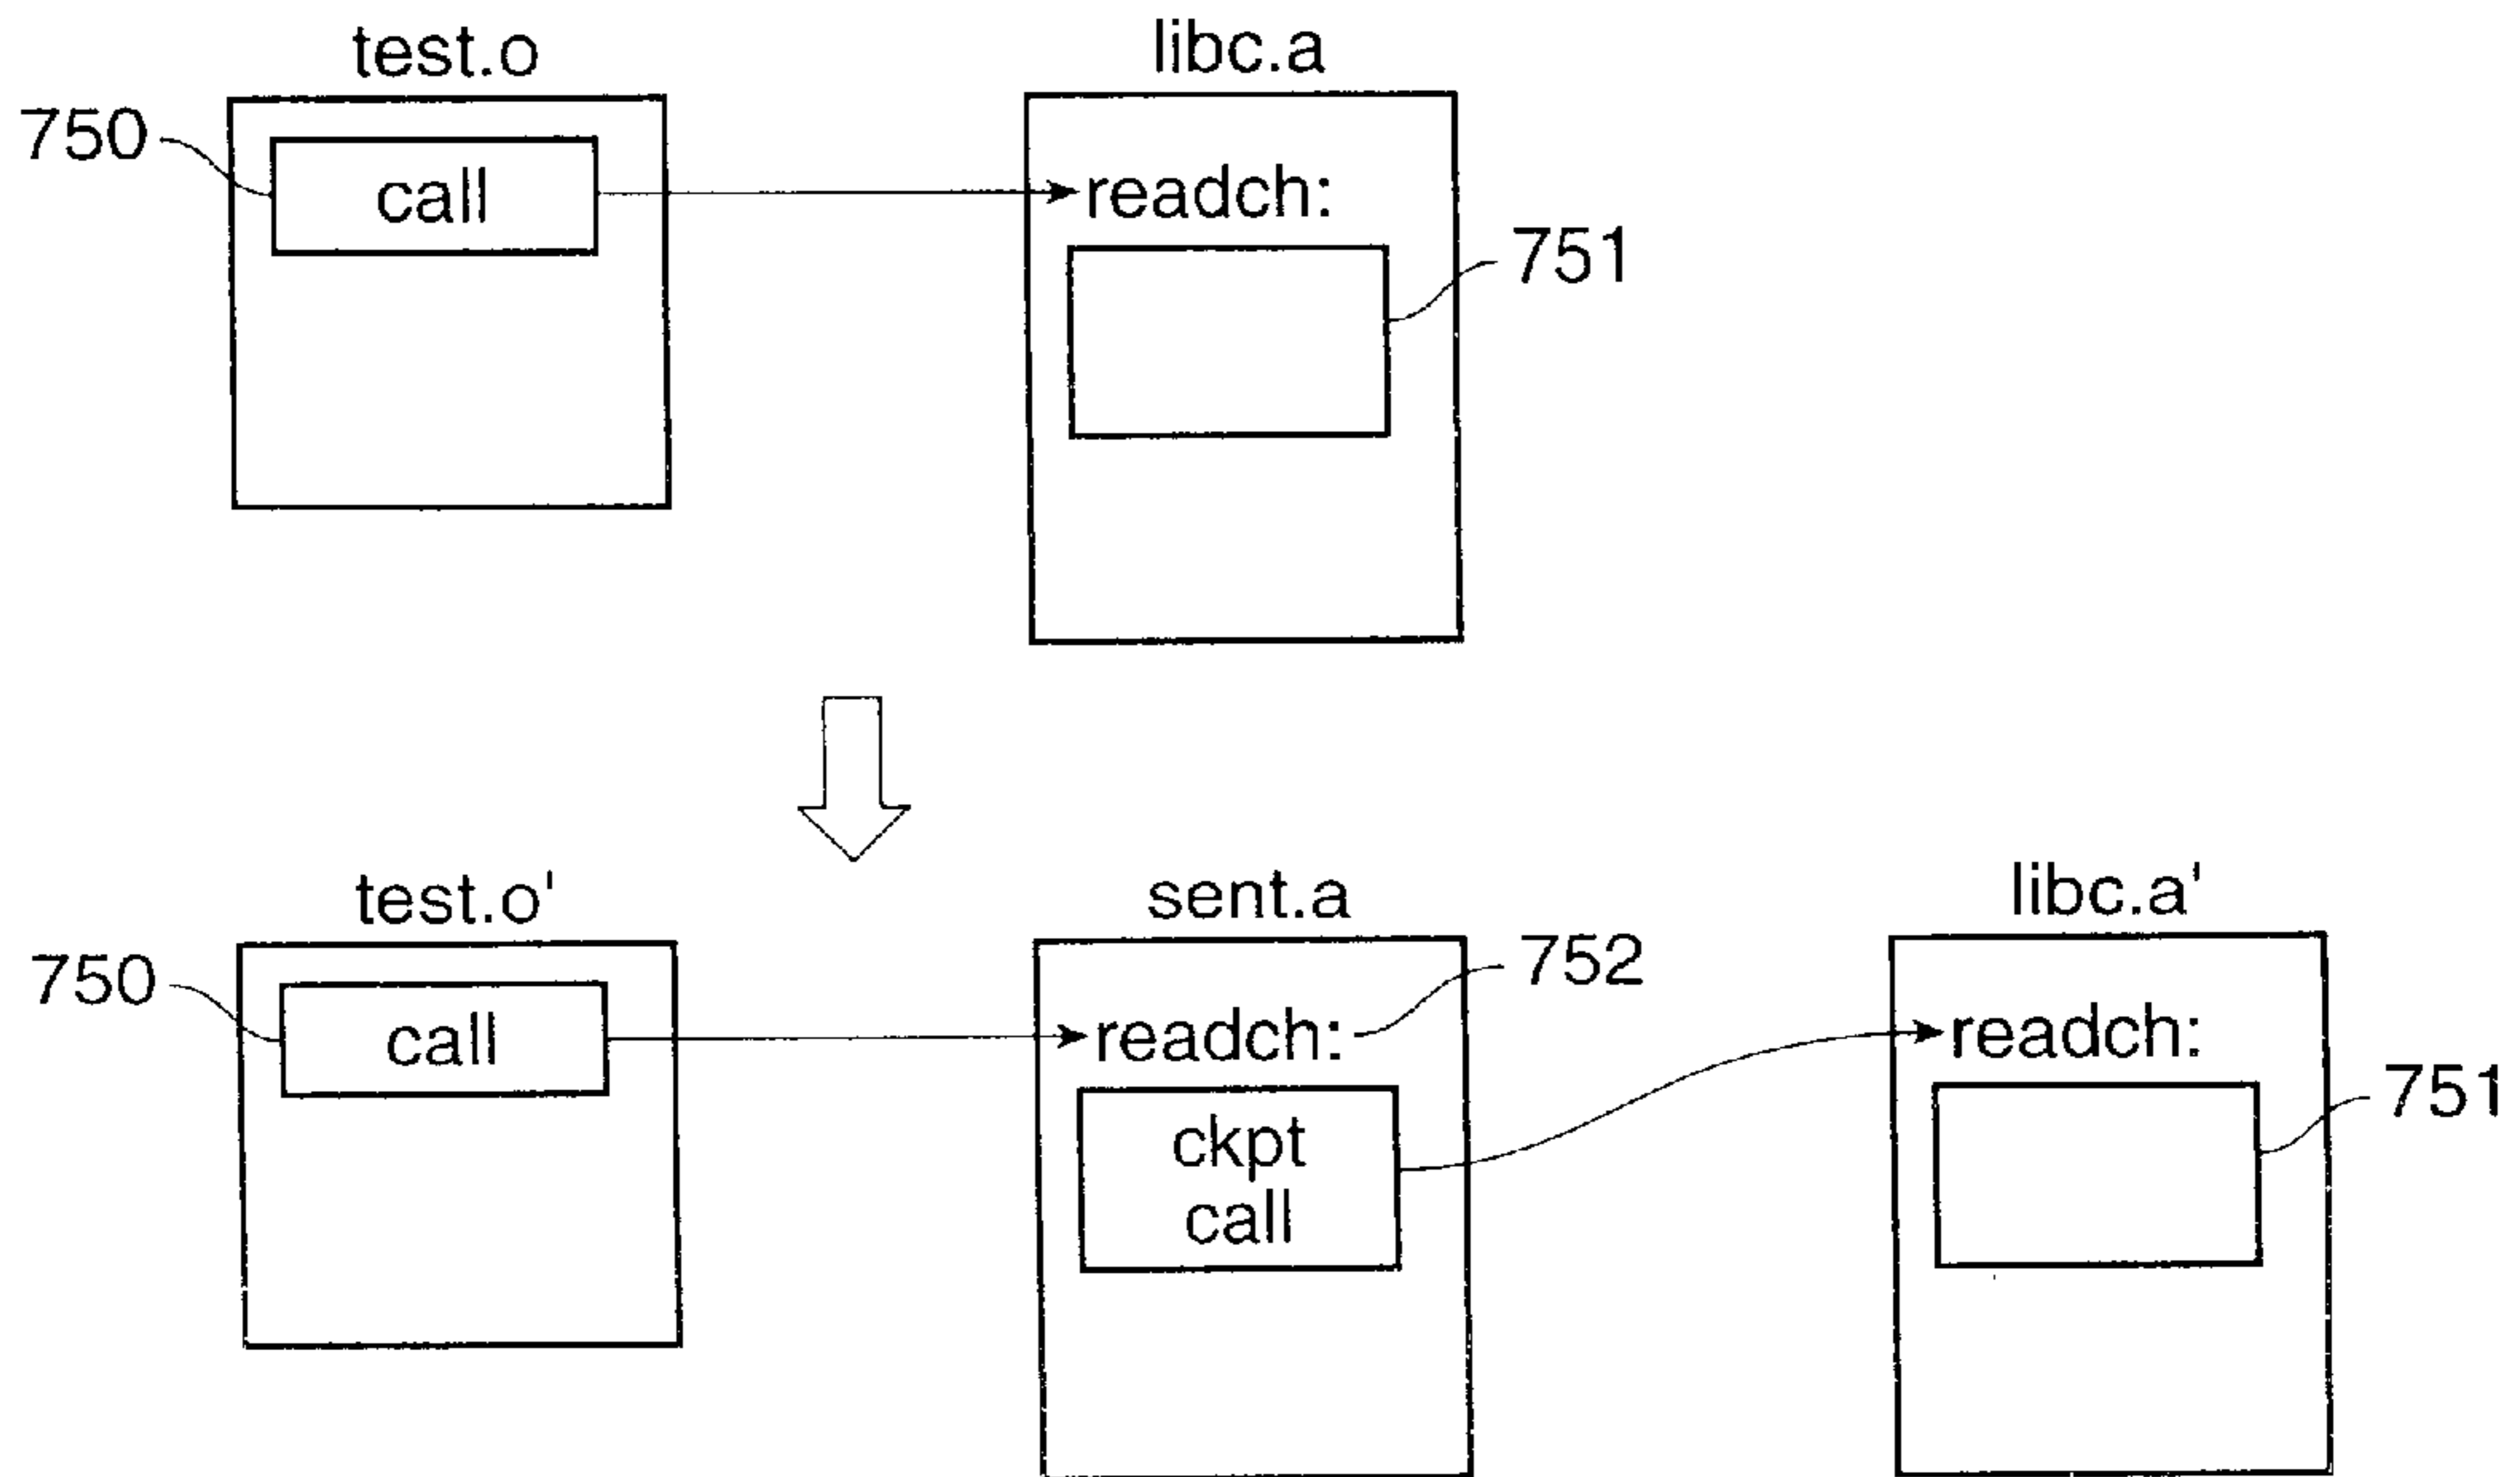 test.o
libc.a
750
call
readch:
751
test.o'
sent.a
libc.a'
750
call
readch:
752
readch:
ckpt
call
751